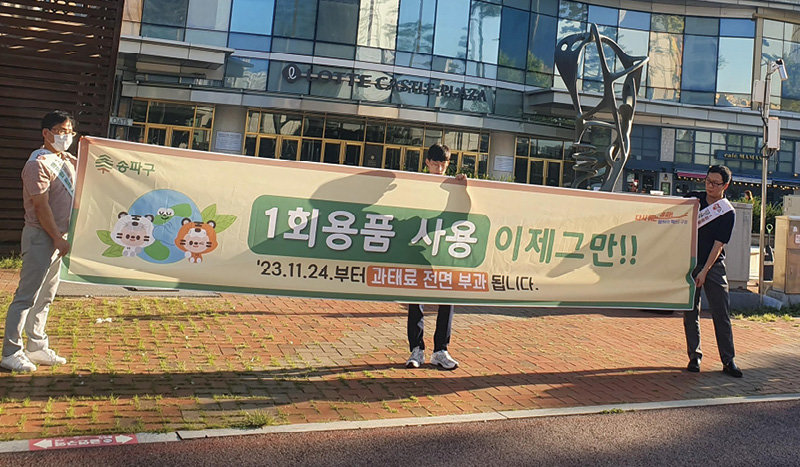 LOTTE CASTLE PLAZA
송파구
1회용품 사용 이제그만!!
'23.11.24.부터 과태료 전면 부과 됩니다.